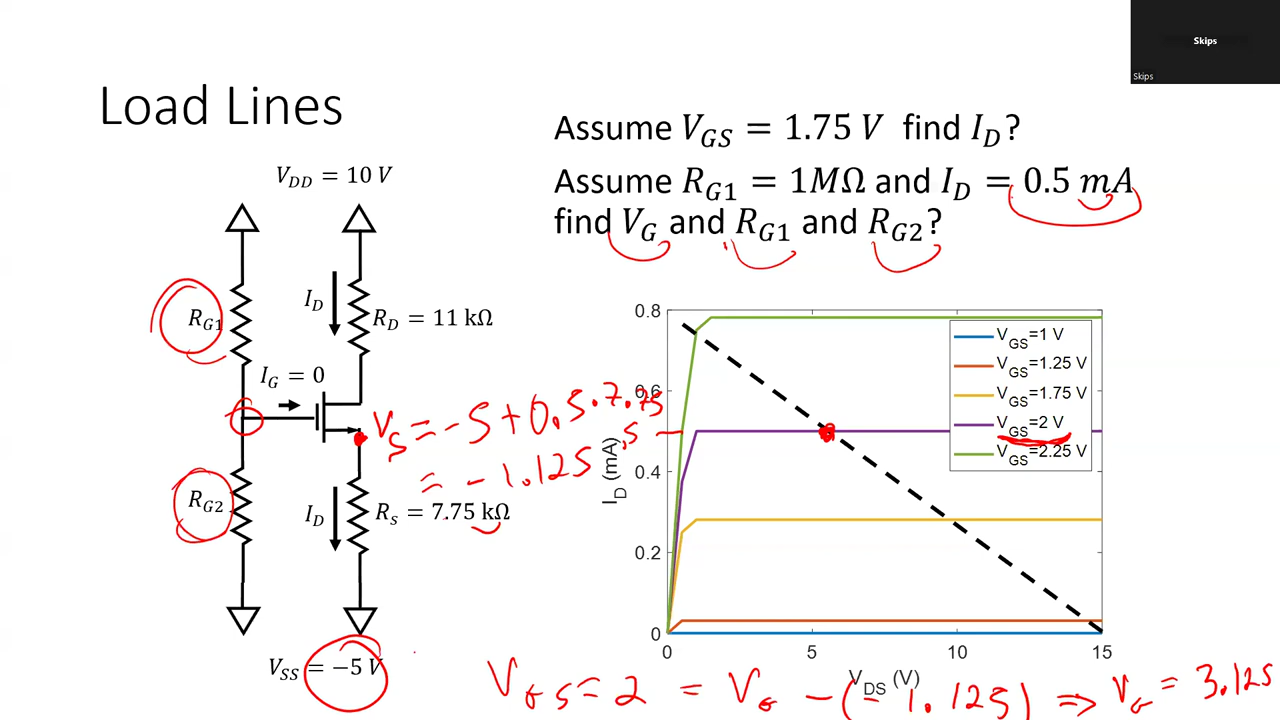 Skips
Skips
Load Lines
Assume V_GS = 1.75 V find I_D?
Assume R_G1 = 1MΩ and I_D = 0.5 mA
find V_G and R_G1 and R_G2?
V_DD = 10 V
R_G1
I_D
R_D = 11 kΩ
I_G = 0
V_S = -5 + 0.5 · 7.75
= -1.125
R_G2
I_D
R_s = 7.75 kΩ
V_SS = -5 V
0.8
0.6
.5
0.4
0.2
0
I_D (mA)
V_GS=1 V
V_GS=1.25 V
V_GS=1.75 V
V_GS=2 V
V_GS=2.25 V
0 5 10 15
V_DS (V)
V_GS = 2 = V_G - (-1.125) ⇒ V_G = 3.125